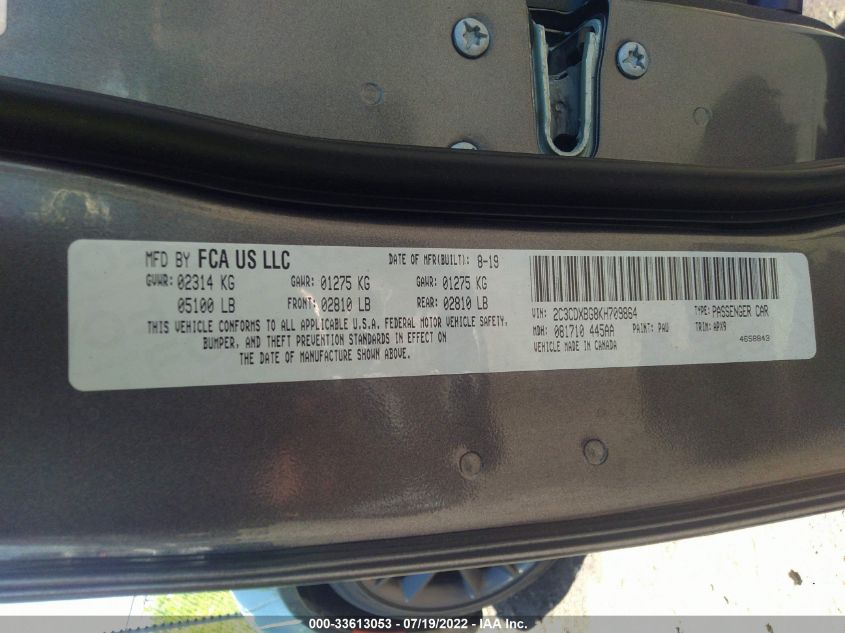 MFD BY FCA US LLC DATE OF MFR(BUILT): 8-19
GVWR: 02314 KG GAWR: 01275 KG GAWR: 01275 KG
05100 LB FRONT: 02810 LB REAR: 02810 LB
THIS VEHICLE CONFORMS TO ALL APPLICABLE U.S.A. FEDERAL MOTOR VEHICLE SAFETY,
BUMPER, AND THEFT PREVENTION STANDARDS IN EFFECT ON
THE DATE OF MANUFACTURE SHOWN ABOVE.
VIN: 2C3CDXBG8KH709864 TYPE: PASSENGER CAR
MDH: 081710 445AA PAINT: PAU TRIM: APX9
VEHICLE MADE IN CANADA 4658843
000-33613053 - 07/19/2022 - IAA Inc.